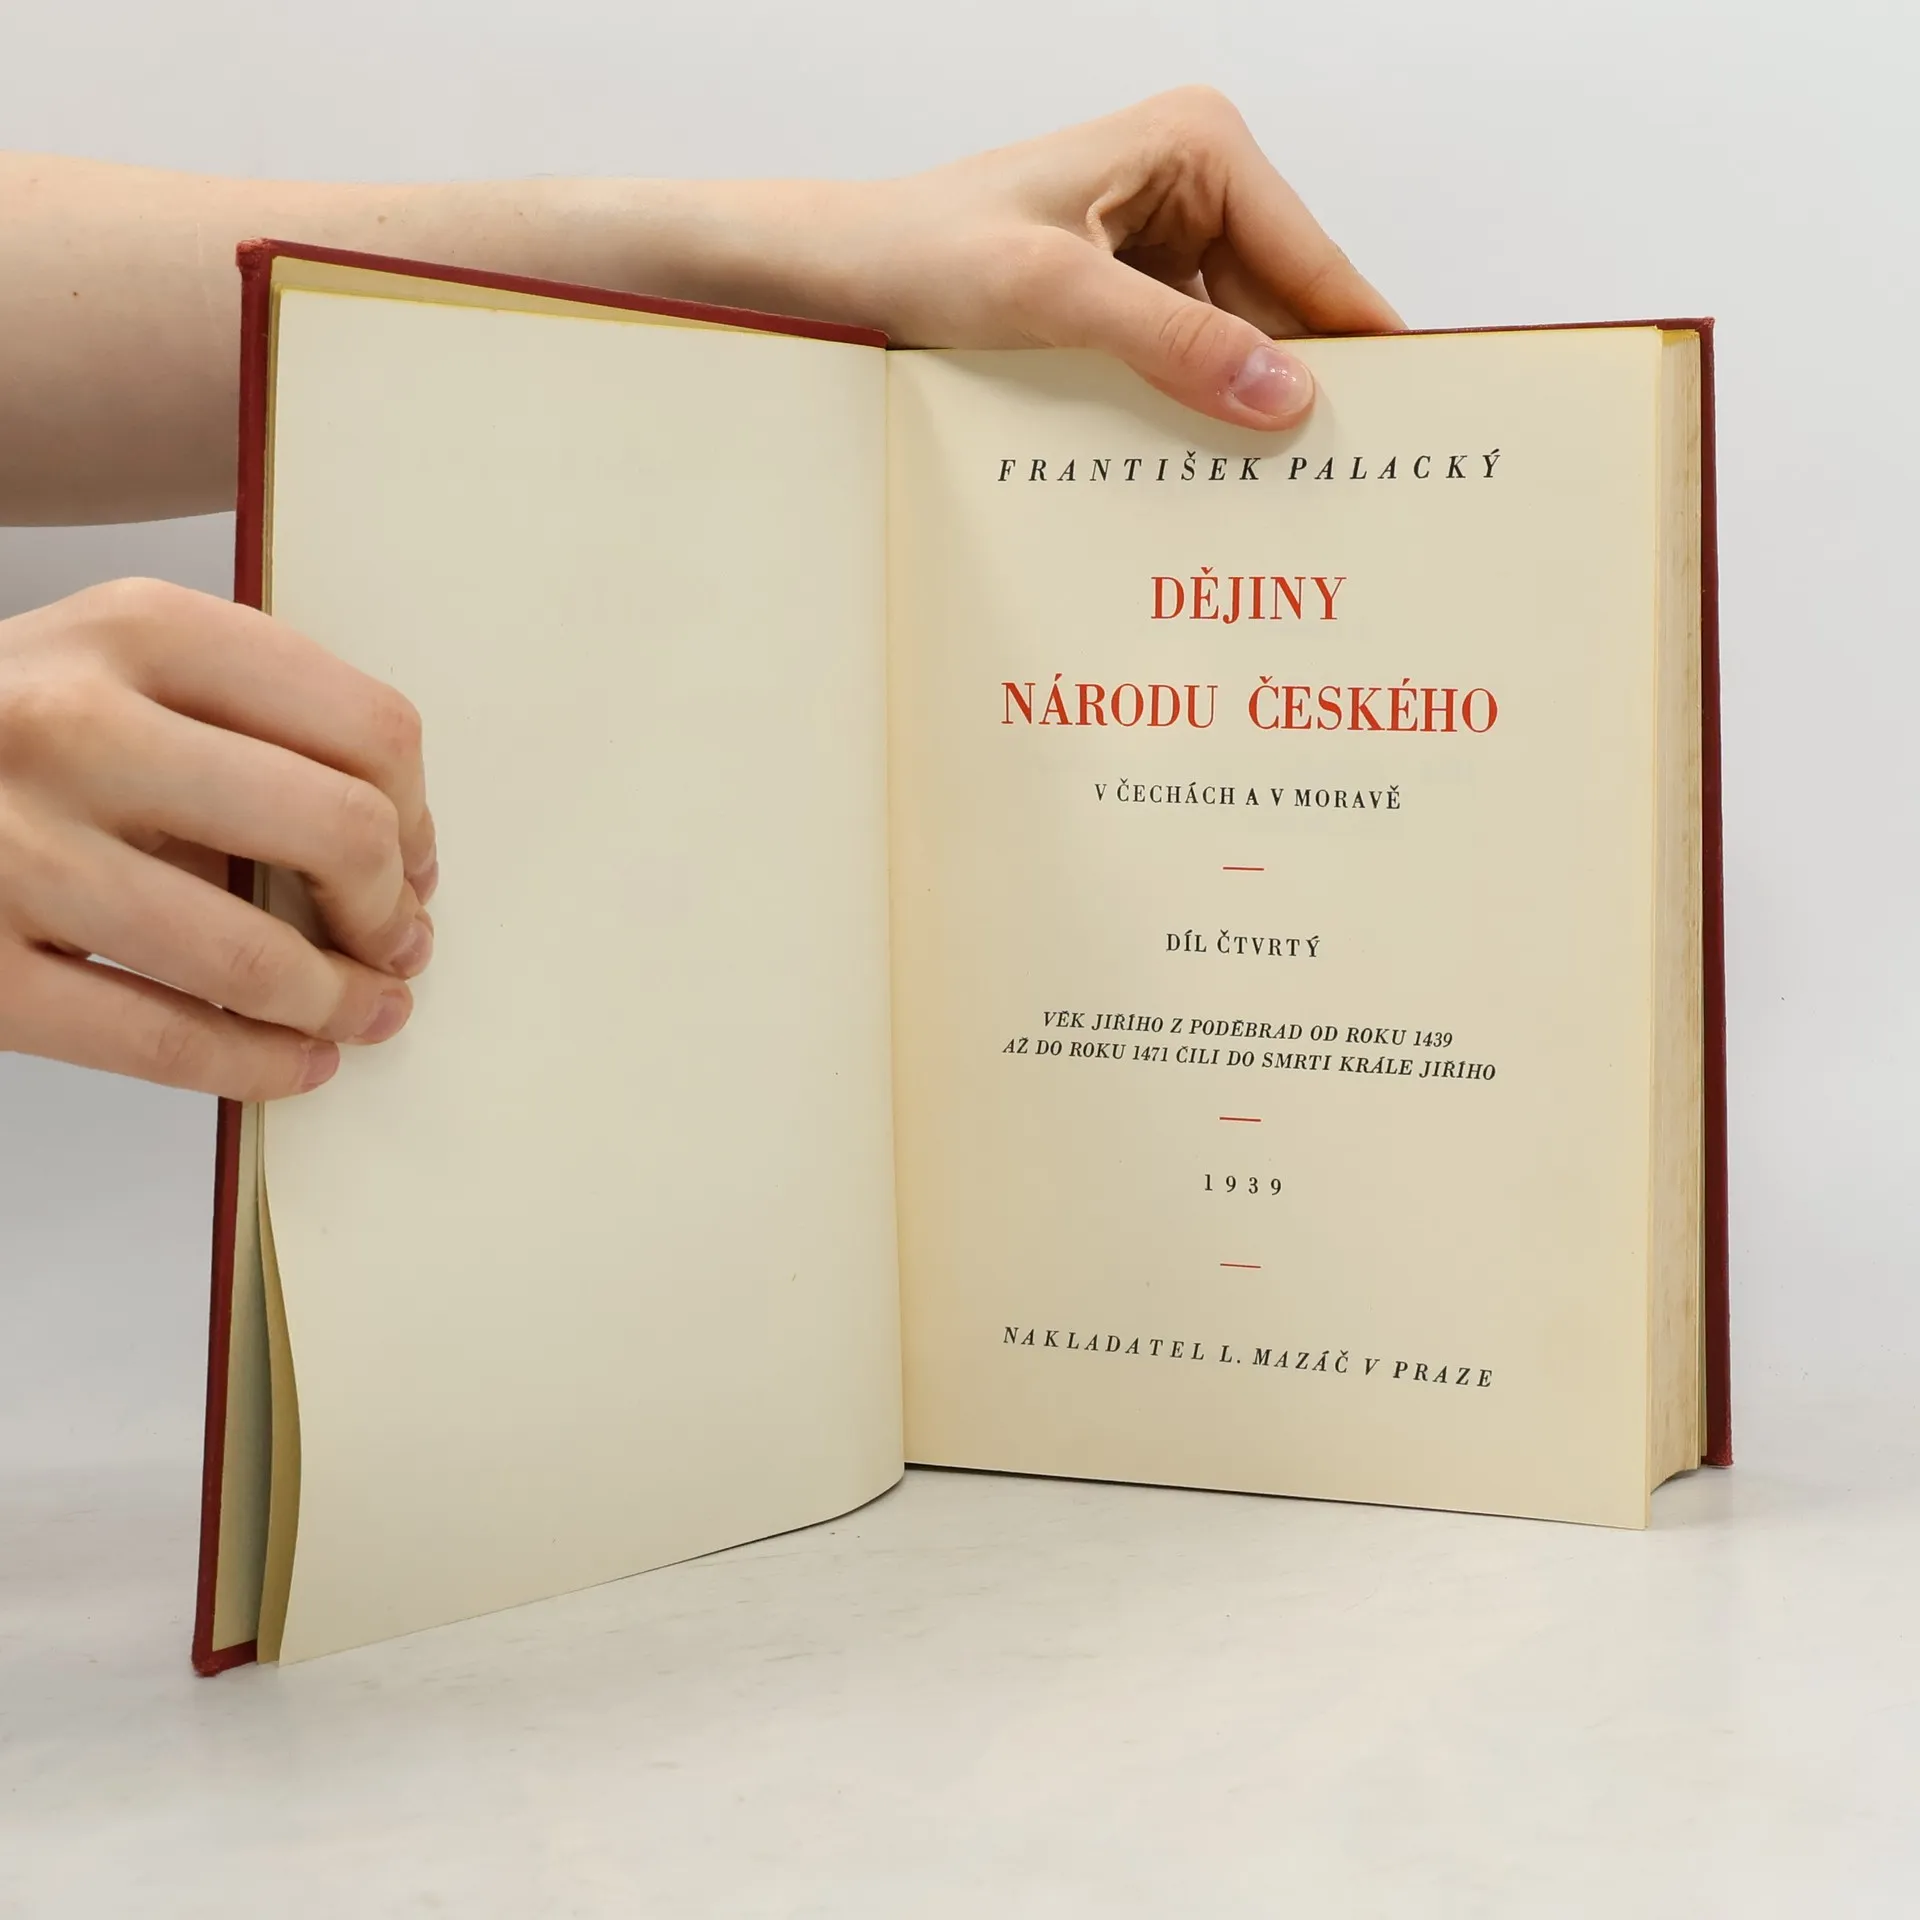 FRANTIŠEK PALACKÝ
DĚJINY
NÁRODU ČESKÉHO
V ČECHÁCH A V MORAVĚ
DÍL ČTVRTÝ
VĚK JIŘÍHO Z PODĚBRAD OD ROKU 1439
AŽ DO ROKU 1471 ČILI DO SMRTI KRÁLE JIŘÍHO
1939
NAKLADATEL L. MAZÁČ V PRAZE